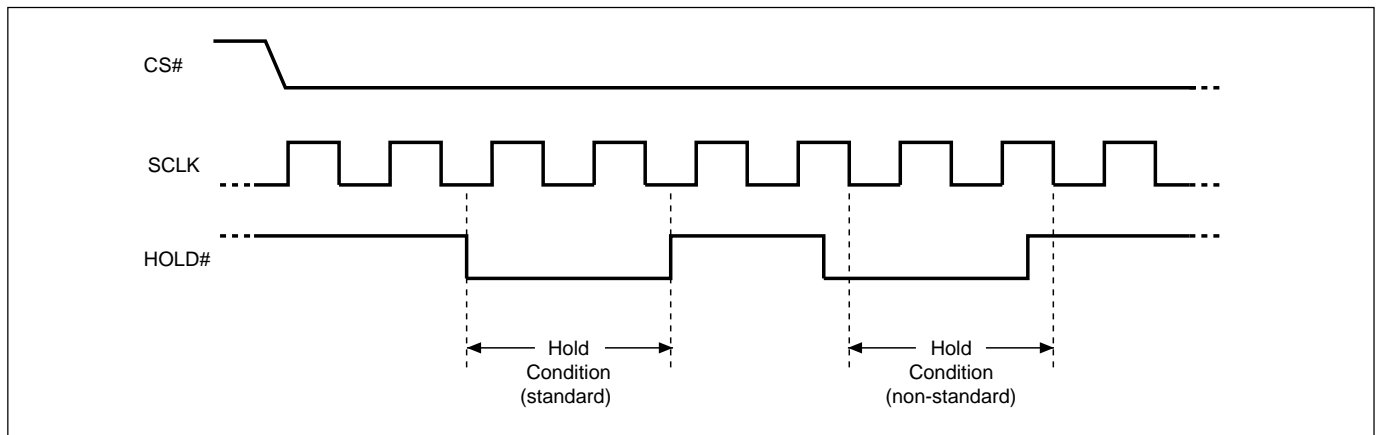 CS#
SCLK
HOLD#
Hold
Condition
(standard)
Hold
Condition
(non-standard)